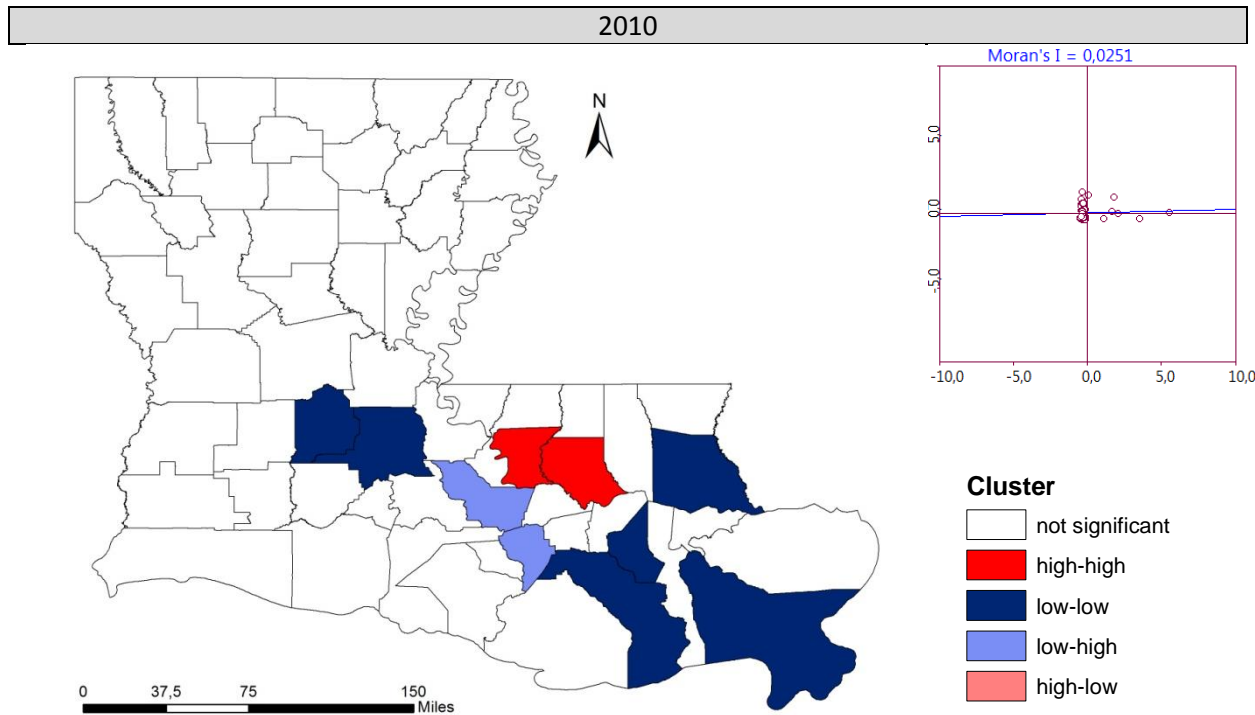 2010
Moran's I = 0,0251
N
5,0
0,0
-5,0
-10,0 -5,0 0,0 5,0 10,0
Cluster
not significant
high-high
low-low
low-high
high-low
0 37,5 75 150
Miles